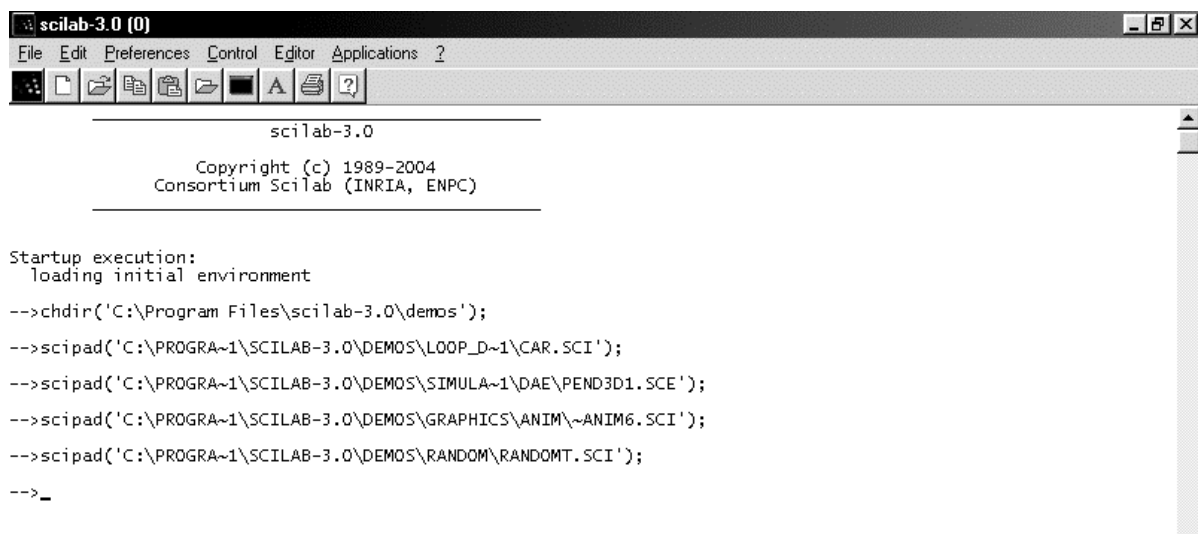 scilab-3.0 (0)
File Edit Preferences Control Editor Applications ?
A ?
scilab-3.0
Copyright (c) 1989-2004
Consortium Scilab (INRIA, ENPC)
Startup execution:
loading initial environment
-->chdir('C:\Program Files\scilab-3.0\demos');
-->scipad('C:\PROGRA~1\SCILAB-3.0\DEMOS\LOOP_D~1\CAR.SCI');
-->scipad('C:\PROGRA~1\SCILAB-3.0\DEMOS\SIMULA~1\DAE\PEND3D1.SCE');
-->scipad('C:\PROGRA~1\SCILAB-3.0\DEMOS\GRAPHICS\ANIM\~ANIM6.SCI');
-->scipad('C:\PROGRA~1\SCILAB-3.0\DEMOS\RANDOM\RANDOMT.SCI');
-->_